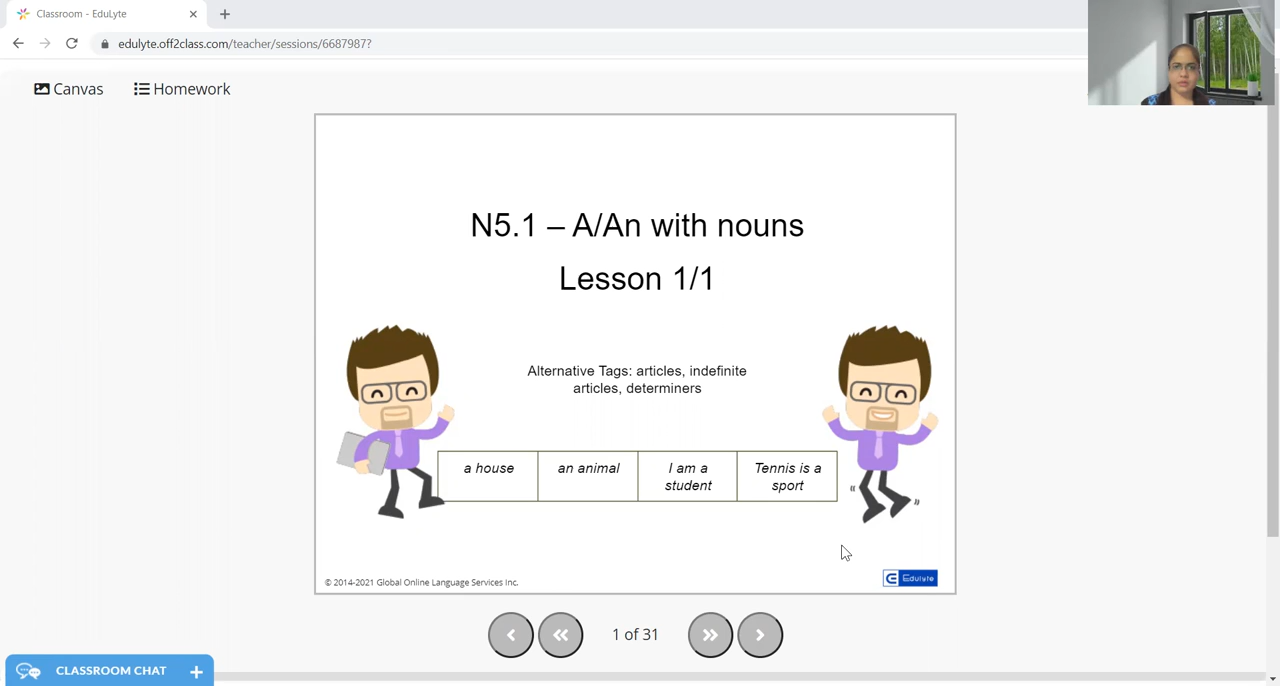 Classroom - EduLyte
edulyte.off2class.com/teacher/sessions/6687987?
Canvas
Homework
N5.1 – A/An with nouns
Lesson 1/1
Alternative Tags: articles, indefinite
articles, determiners
a house
an animal
I am a
student
Tennis is a
sport
© 2014-2021 Global Online Language Services Inc.
Edulyte
1 of 31
CLASSROOM CHAT